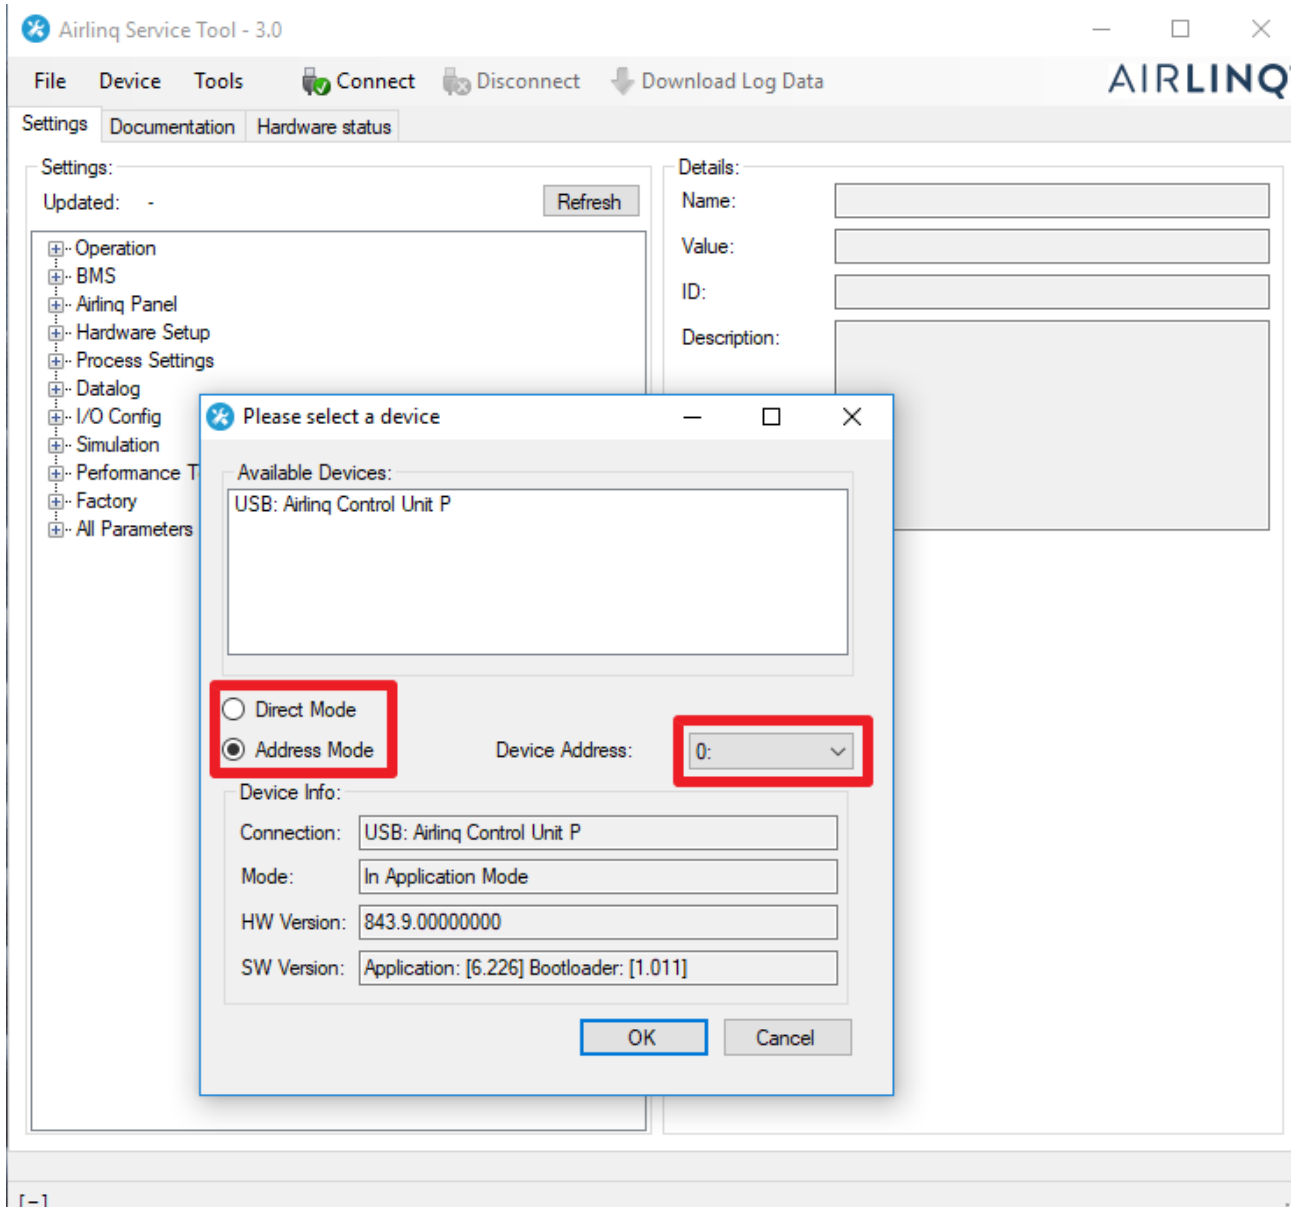 Airlinq Service Tool - 3.0
File Device Tools Connect Disconnect Download Log Data AIRLINQ
Settings Documentation Hardware status
Settings:
Updated: - Refresh
Operation
BMS
Airlinq Panel
Hardware Setup
Process Settings
Datalog
I/O Config
Simulation
Performance T
Factory
All Parameters
Details:
Name:
Value:
ID:
Description:
Please select a device
Available Devices:
USB: Airlinq Control Unit P
Direct Mode
Address Mode Device Address: 0:
Device Info:
Connection: USB: Airlinq Control Unit P
Mode: In Application Mode
HW Version: 843.9.00000000
SW Version: Application: [6.226] Bootloader: [1.011]
OK Cancel
[-]